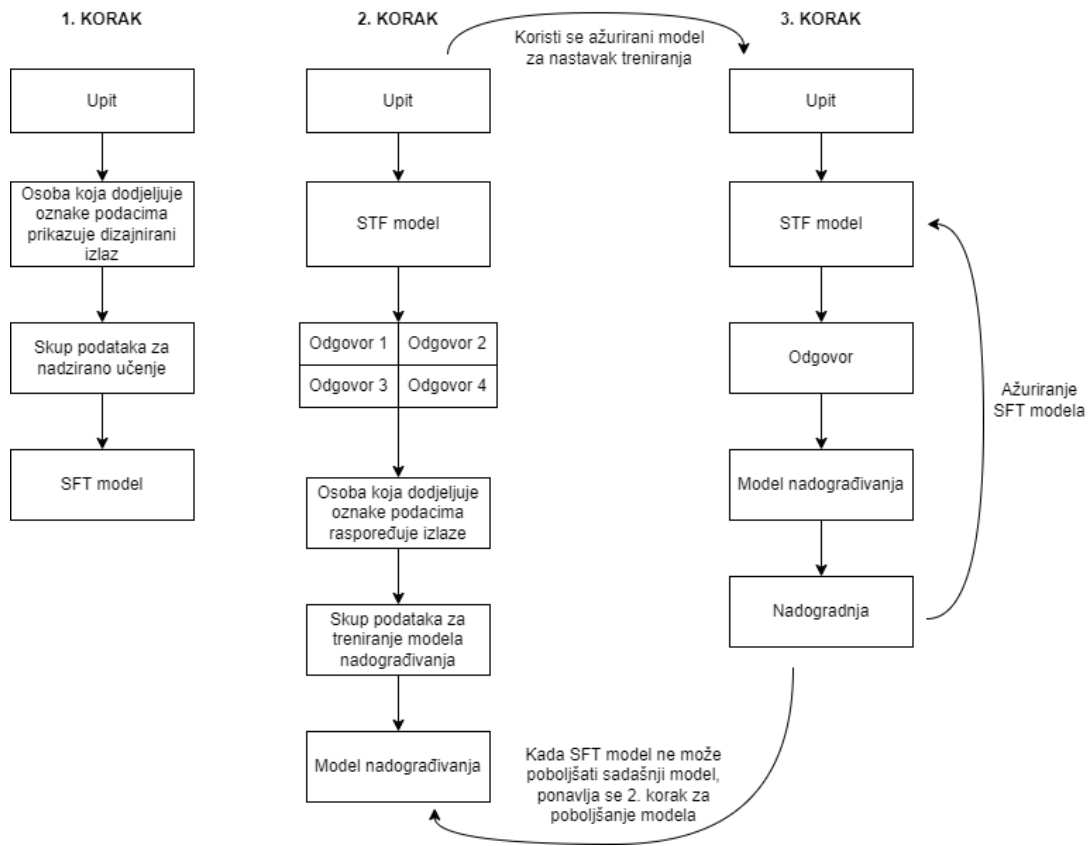 1. KORAK
Upit
Osoba koja dodjeljuje
oznake podacima
prikazuje dizajnirani
izlaz
Skup podataka za
nadzirano učenje
SFT model
2. KORAK
Upit
STF model
Odgovor 1
Odgovor 2
Odgovor 3
Odgovor 4
Osoba koja dodjeljuje
oznake podacima
raspoređuje izlaze
Skup podataka za
treniranje modela
nadograđivanja
Model nadograđivanja
Koristi se ažurirani model
za nastavak treniranja
3. KORAK
Upit
STF model
Odgovor
Model nadograđivanja
Nadogradnja
Ažuriranje
SFT modela
Kada SFT model ne može
poboljšati sadašnji model,
ponavlja se 2. korak za
poboljšanje modela